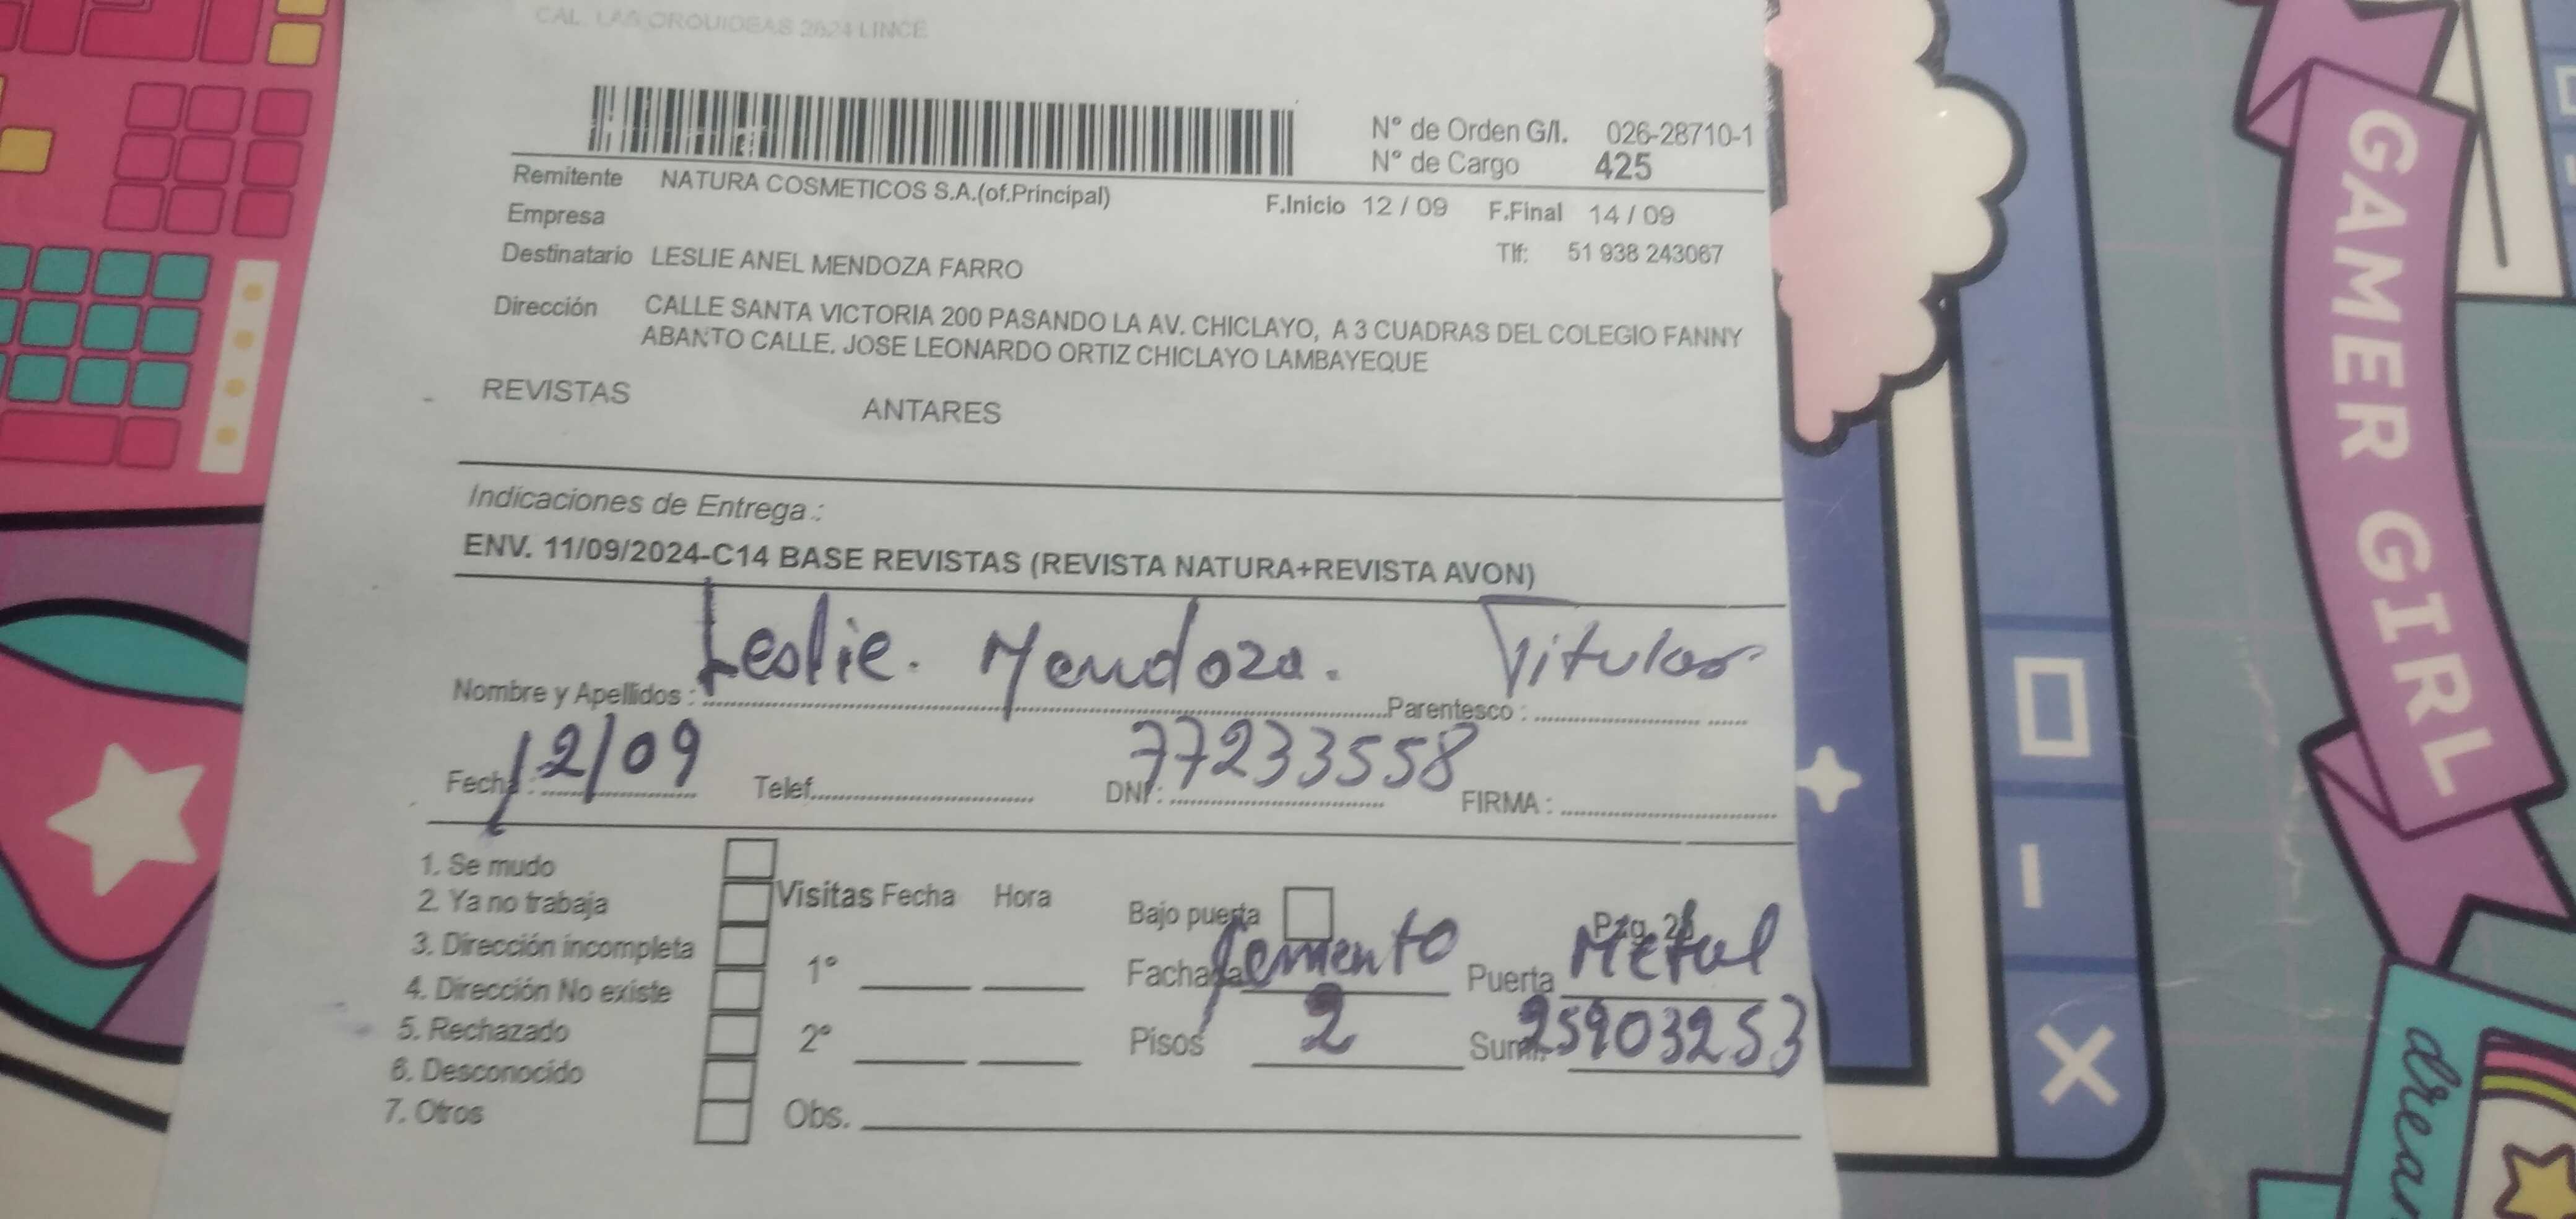 CAL. LAS ORQUIDEAS 2624 LINCE
N° de Orden G/I. 026-28710-1
N° de Cargo 425
Remitente NATURA COSMETICOS S.A.(of.Principal) F.Inicio 12 / 09 F.Final 14 / 09
Empresa
Destinatario LESLIE ANEL MENDOZA FARRO Tlf: 51 938 243067
Dirección CALLE SANTA VICTORIA 200 PASANDO LA AV. CHICLAYO, A 3 CUADRAS DEL COLEGIO FANNY
ABANTO CALLE. JOSE LEONARDO ORTIZ CHICLAYO LAMBAYEQUE
REVISTAS ANTARES
Indicaciones de Entrega :
ENV. 11/09/2024-C14 BASE REVISTAS (REVISTA NATURA+REVISTA AVON)
Nombre y Apellidos : Leslie. Mendoza. Parentesco : Titular
Fecha : 12/09 Telef. DNI : 77233558 FIRMA :
1. Se mudo
2. Ya no trabaja
3. Dirección incompleta
4. Dirección No existe
5. Rechazado
6. Desconocido
7. Otros
Visitas Fecha Hora
1°
2°
Obs.
Bajo puerta
Fachada Cemento Puerta Metal
Pisos 2 Sumi. 25903253
GAMER GIRL